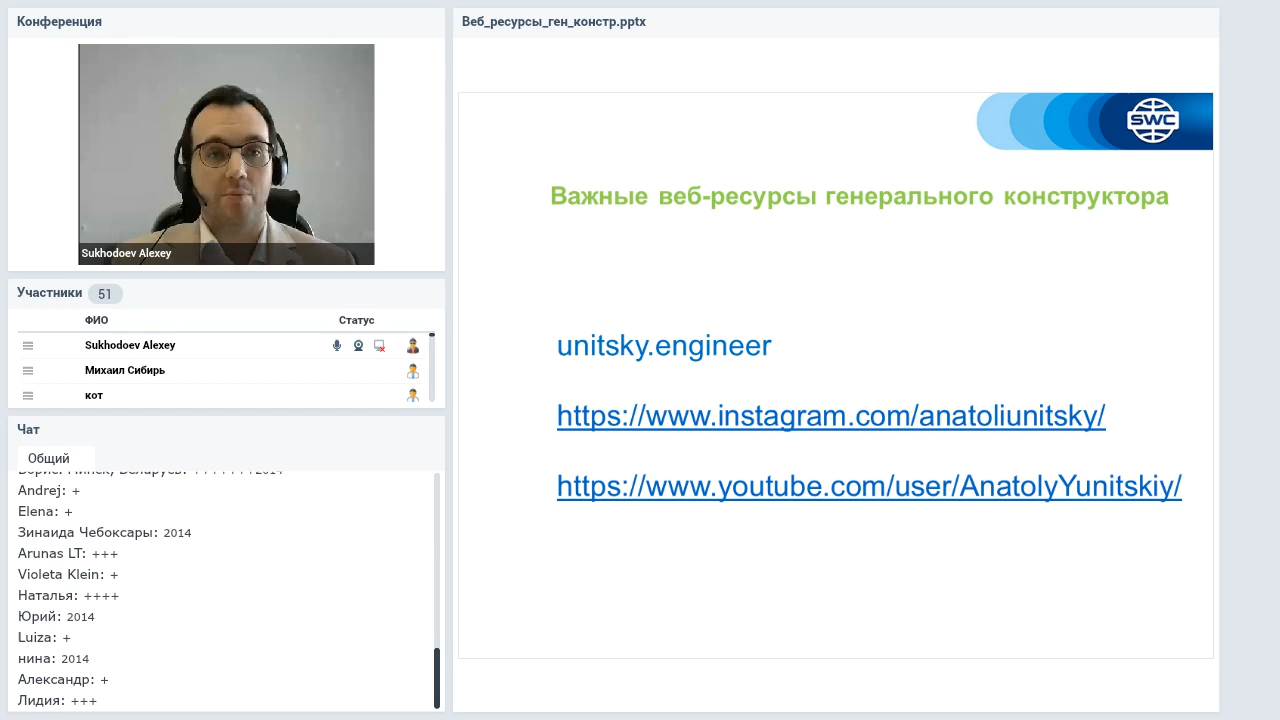 Конференция
Sukhodoev Alexey
Участники 51
ФИО Статус
Sukhodoev Alexey
Михаил Сибирь
кот
Чат
Общий
Andrej: +
Elena: +
Зинаида Чебоксары: 2014
Arunas LT: +++
Violeta Klein: +
Наталья: ++++
Юрий: 2014
Luiza: +
нина: 2014
Александр: +
Лидия: +++
Веб_ресурсы_ген_констр.pptx
SWC
Важные веб-ресурсы генерального конструктора
unitsky.engineer
https://www.instagram.com/anatoliunitsky/
https://www.youtube.com/user/AnatolyYunitskiy/